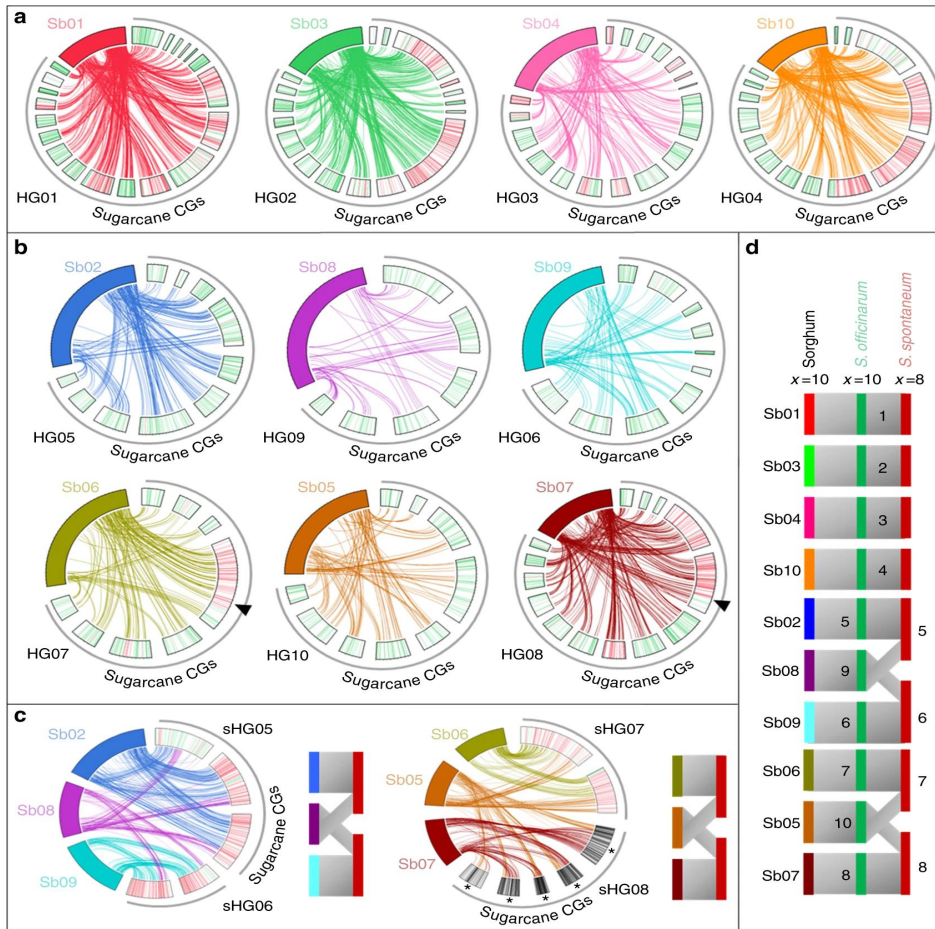 a
Sb01
Sb03
Sb04
Sb10
HG01
Sugarcane CGs
HG02
Sugarcane CGs
HG03
Sugarcane CGs
HG04
Sugarcane CGs
b
Sb02
Sb08
Sb09
HG05
Sugarcane CGs
HG09
Sugarcane CGs
HG06
Sugarcane CGs
Sb06
Sb05
Sb07
HG07
Sugarcane CGs
HG10
Sugarcane CGs
HG08
Sugarcane CGs
c
sHG05
Sb02
Sb08
Sb09
Sugarcane CGs
sHG06
sHG07
Sb06
Sb05
Sb07
*
*
*
*
*
sHG08
Sugarcane CGs
d
Sorghum
S. officinarum
S. spontaneum
x=10 x=10 x=8
Sb01 1
Sb03 2
Sb04 3
Sb10 4
Sb02 5 5
Sb08 9
Sb09 6 6
Sb06 7 7
Sb05 10
Sb07 8 8